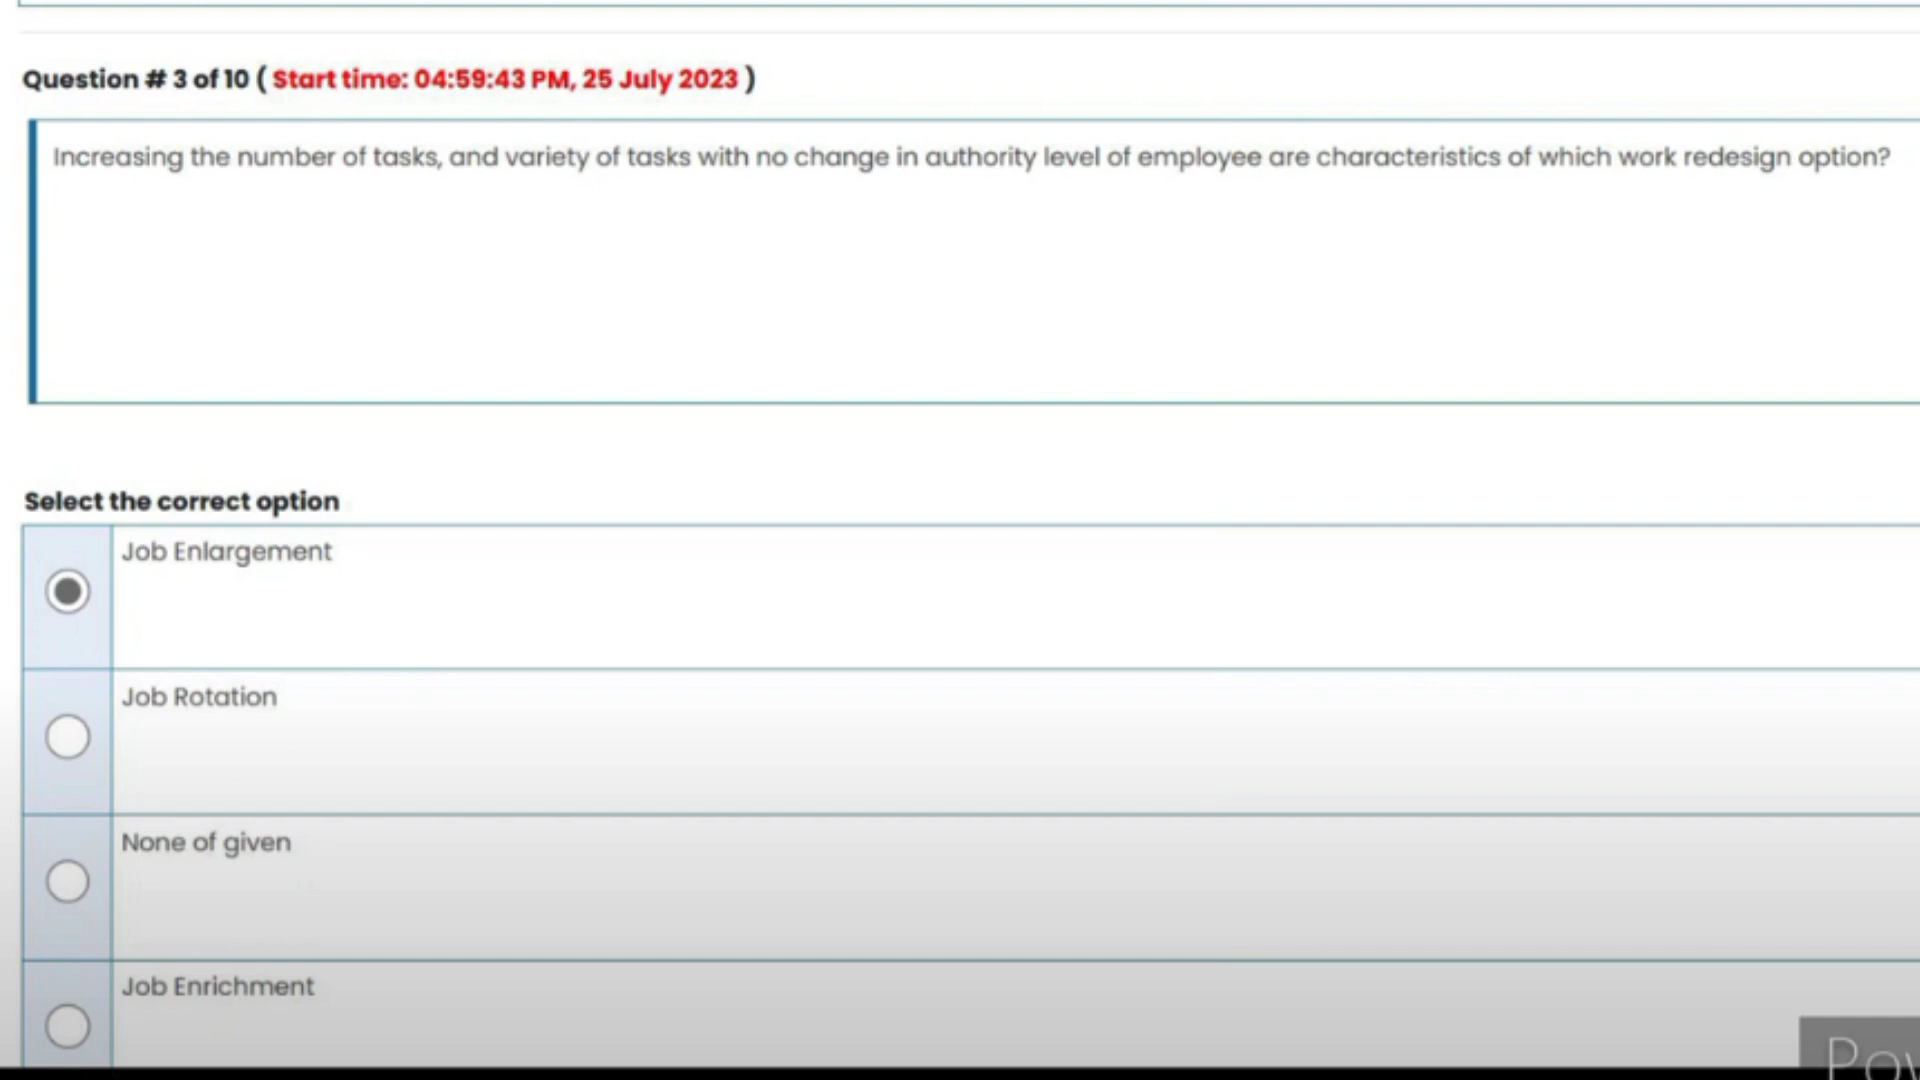 Question # 3 of 10 ( Start time: 04:59:43 PM, 25 July 2023 )
Increasing the number of tasks, and variety of tasks with no change in authority level of employee are characteristics of which work redesign option?
Select the correct option
Job Enlargement
Job Rotation
None of given
Job Enrichment